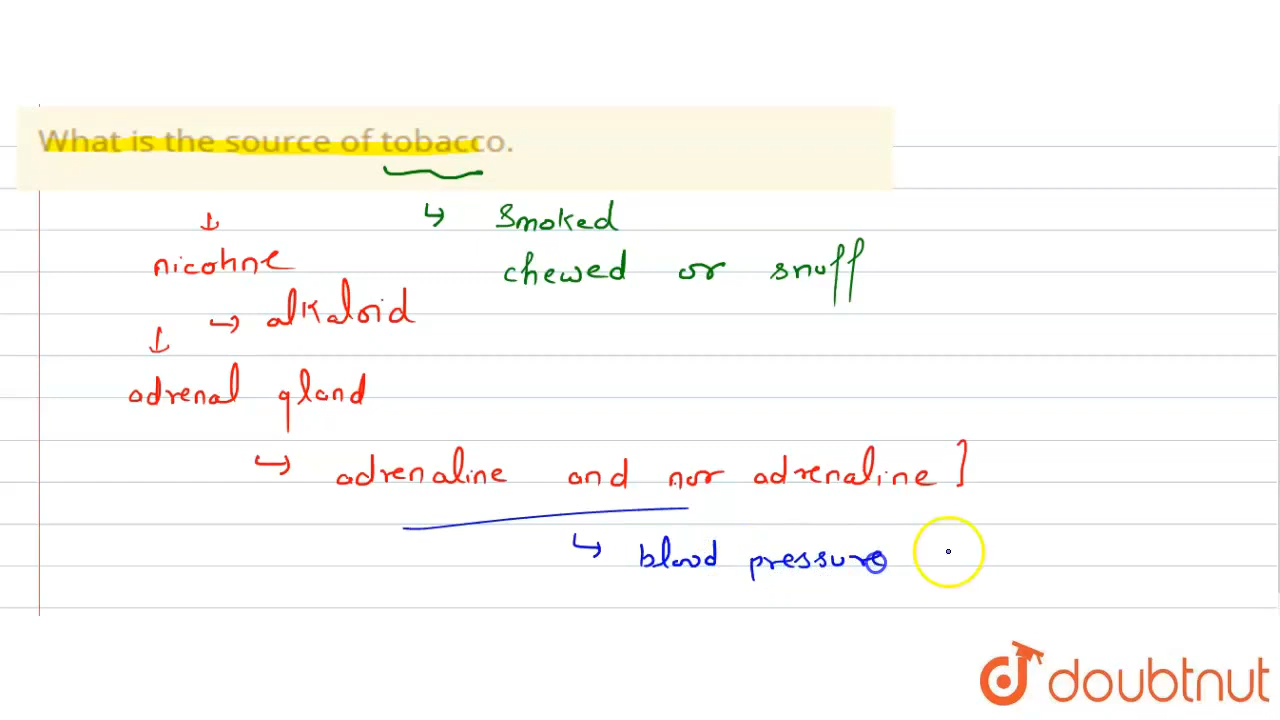 What is the source of tobacco.
↓ ↳ Smoked
nicotine chewed or snuff
↳ alkaloid
↓
adrenal gland
↳ adrenaline and nor adrenaline ]
↳ blood pressure
doubtnut